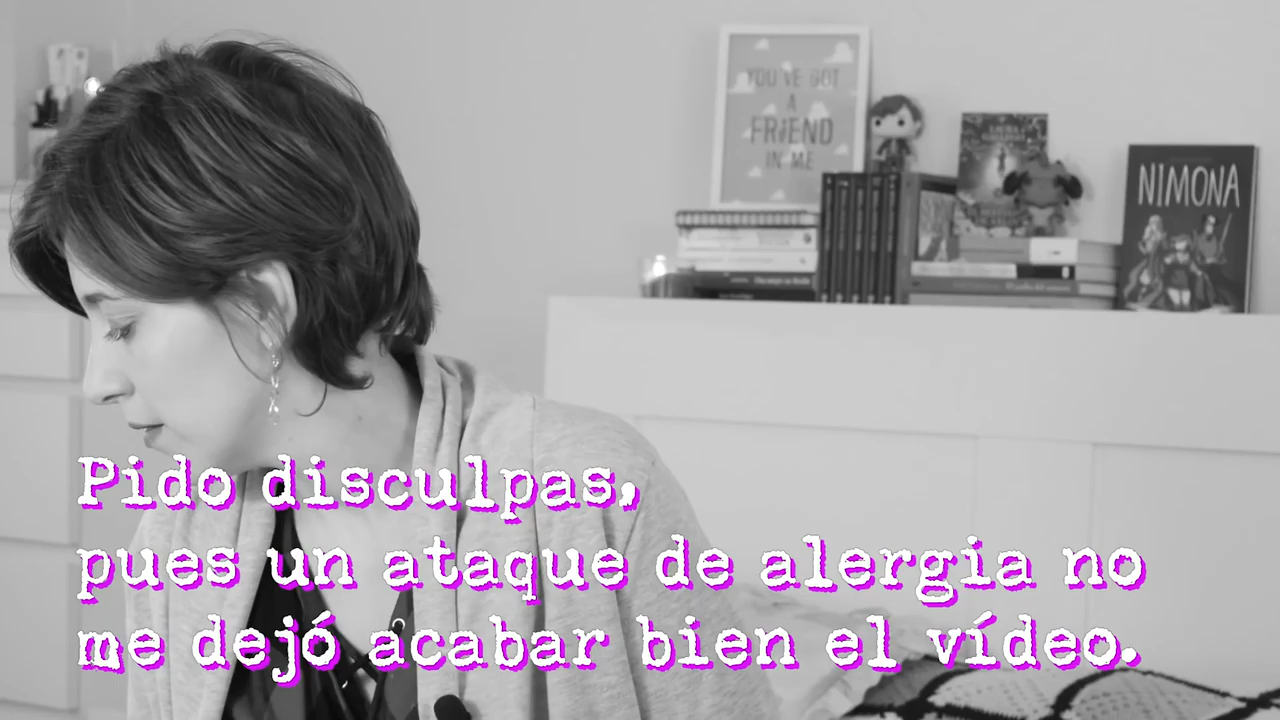 YOU'VE GOT
A
FRIEND
IN ME
NIMONA
Pido disculpas,
pues un ataque de alergia no
me dejó acabar bien el vídeo.